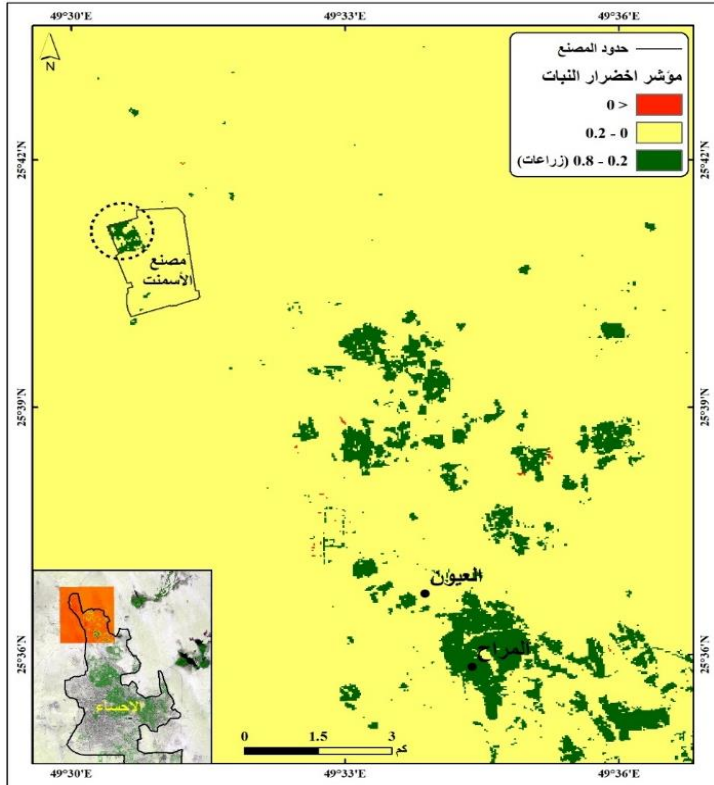 49°30'E 49°33'E 49°36'E
N
حدود المصنع
مؤشر اخضرار النبات
0 >
0 - 0.2
0.2 - 0.8 (زراعات)
25°42'N 25°42'N
مصنع
الأسمنت
25°39'N 25°39'N
العيون
المراح
25°36'N 25°36'N
الاحساء
0 1.5 3
كم
49°30'E 49°33'E 49°36'E